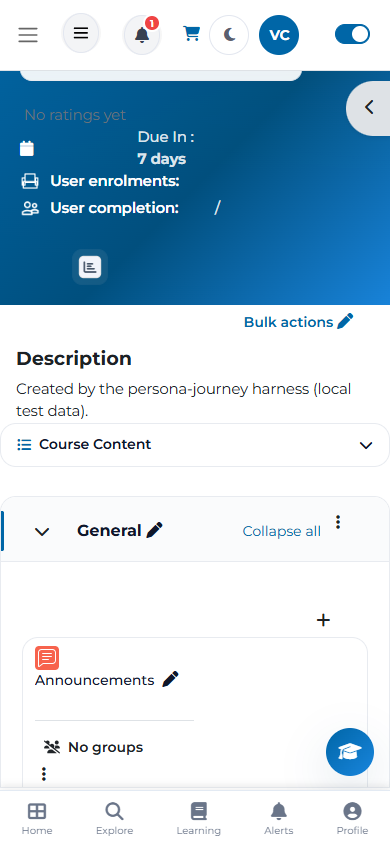 1
VC
No ratings yet
Due In :
7 days
User enrolments:
User completion: /
Bulk actions
Description
Created by the persona-journey harness (local
test data).
Course Content
General
Collapse all
Announcements
No groups
Home
Explore
Learning
Alerts
Profile